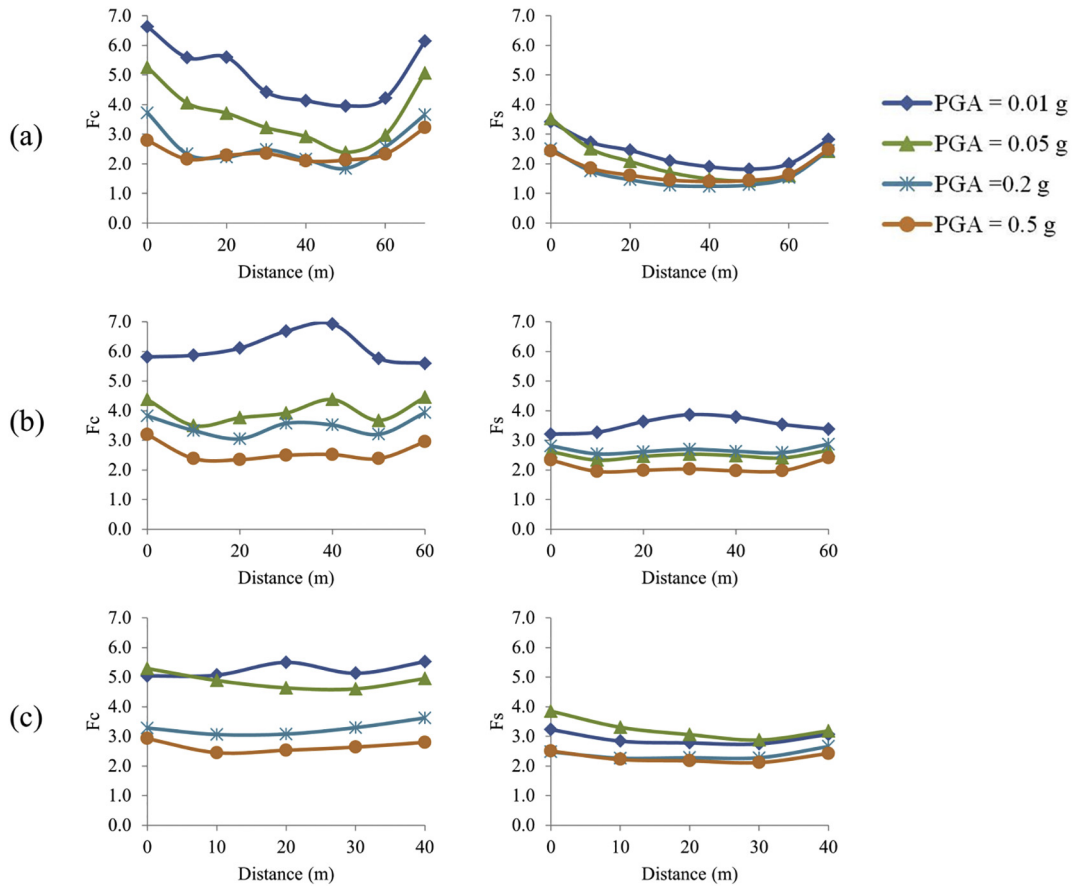 (a)
Fc
7.0
6.0
5.0
4.0
3.0
2.0
1.0
0.0
0 20 40 60
Distance (m)
Fs
7.0
6.0
5.0
4.0
3.0
2.0
1.0
0.0
0 20 40 60
Distance (m)
PGA = 0.01 g
PGA = 0.05 g
PGA =0.2 g
PGA = 0.5 g
(b)
Fc
7.0
6.0
5.0
4.0
3.0
2.0
1.0
0.0
0 20 40 60
Distance (m)
Fs
7.0
6.0
5.0
4.0
3.0
2.0
1.0
0.0
0 20 40 60
Distance (m)
(c)
Fc
7.0
6.0
5.0
4.0
3.0
2.0
1.0
0.0
0 10 20 30 40
Distance (m)
Fs
7.0
6.0
5.0
4.0
3.0
2.0
1.0
0.0
0 10 20 30 40
Distance (m)